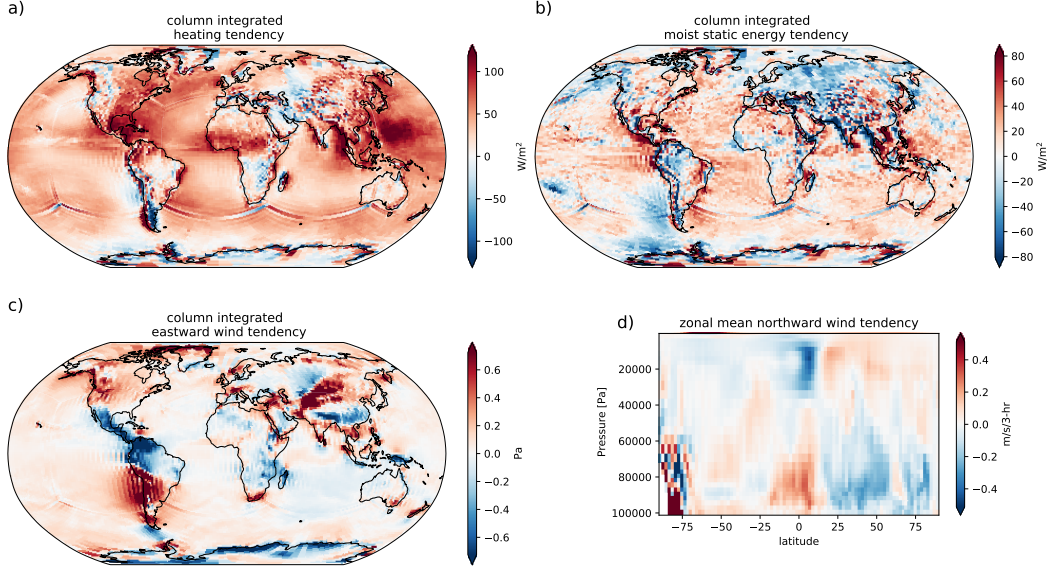 a)
column integrated
heating tendency
100
50
0
−50
−100
W/m²
b)
column integrated
moist static energy tendency
80
60
40
20
0
−20
−40
−60
−80
W/m²
c)
column integrated
eastward wind tendency
0.6
0.4
0.2
0.0
−0.2
−0.4
−0.6
Pa
d)
zonal mean northward wind tendency
Pressure [Pa]
20000
40000
60000
80000
100000
−75 −50 −25 0 25 50 75
latitude
0.4
0.2
0.0
−0.2
−0.4
m/s/3-hr